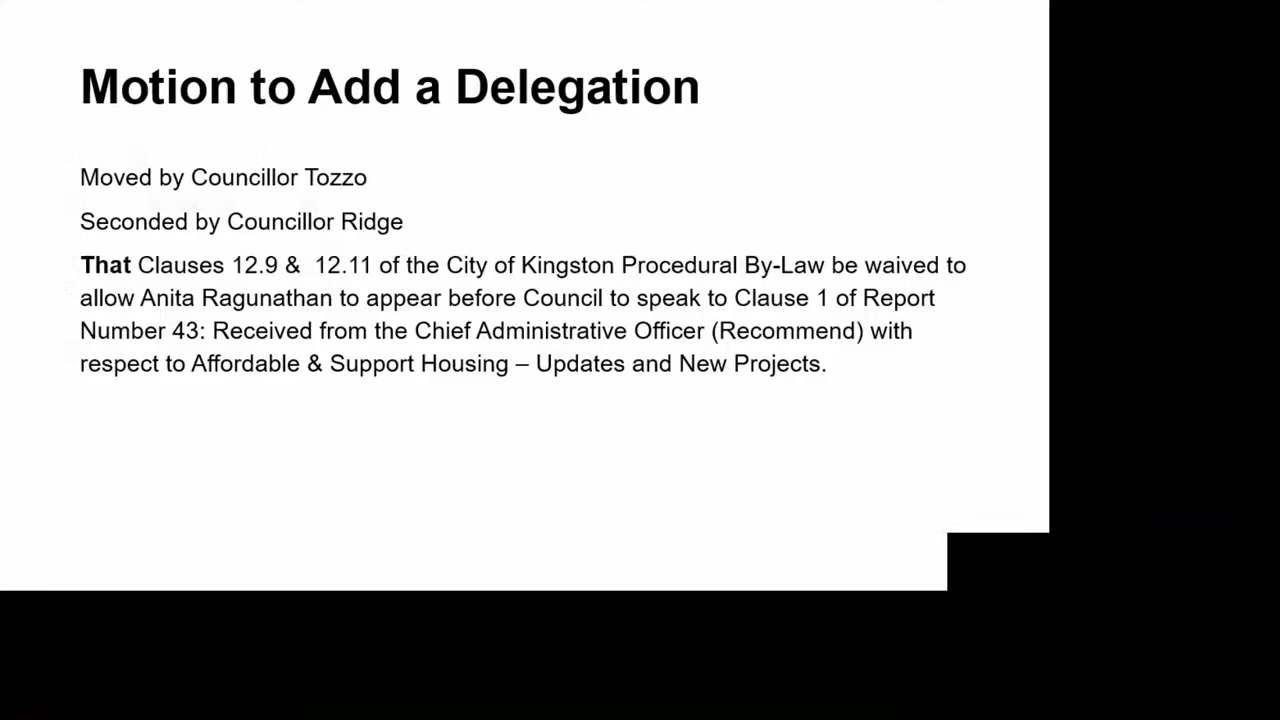 Motion to Add a Delegation
Moved by Councillor Tozzo
Seconded by Councillor Ridge
That Clauses 12.9 &  12.11 of the City of Kingston Procedural By-Law be waived to
allow Anita Ragunathan to appear before Council to speak to Clause 1 of Report
Number 43: Received from the Chief Administrative Officer (Recommend) with
respect to Affordable & Support Housing – Updates and New Projects.